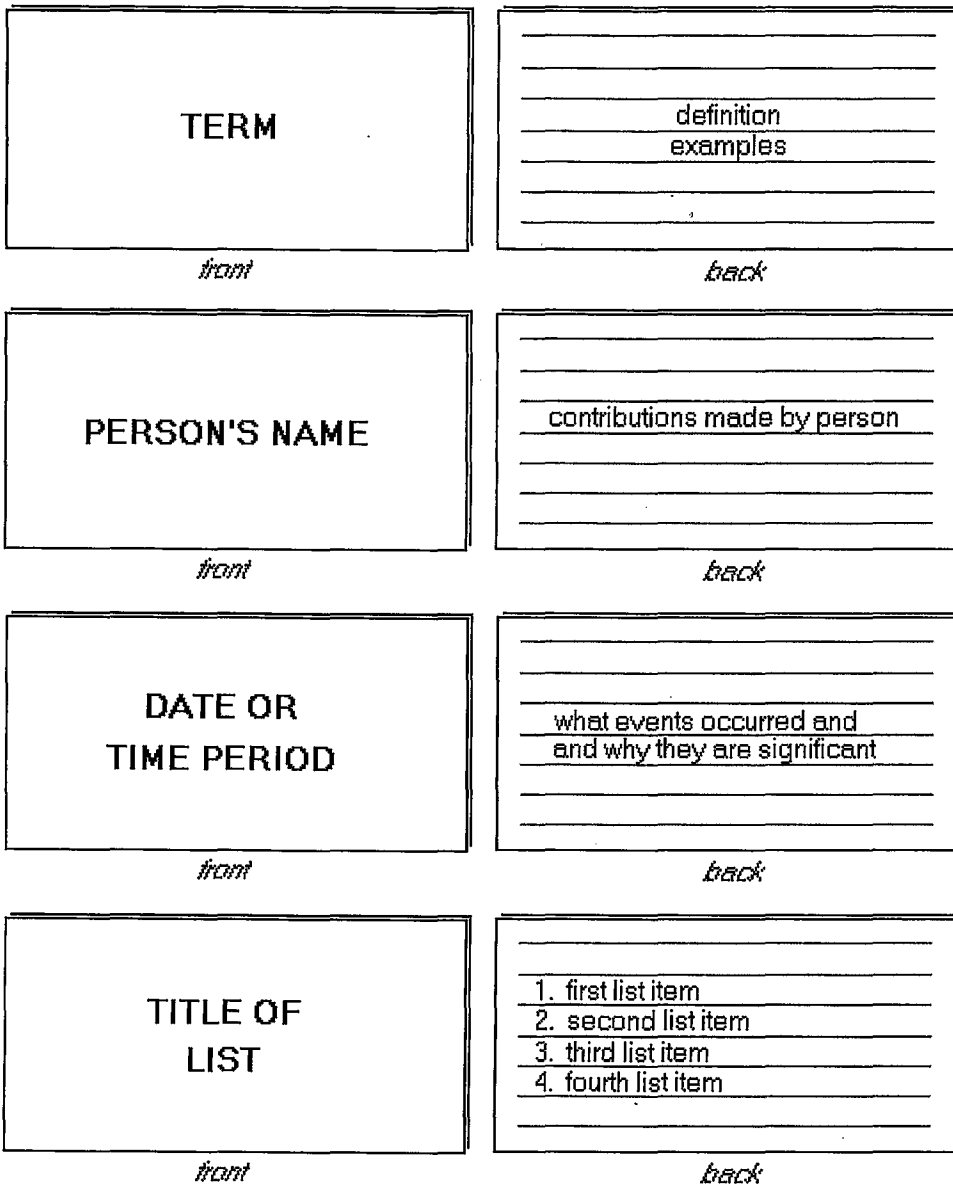 TERM
definition
examples
front
back
PERSON'S NAME
contributions made by person
front
back
DATE OR
TIME PERIOD
what events occurred and
and why they are significant
front
back
TITLE OF
LIST
1. first list item
2. second list item
3. third list item
4. fourth list item
front
back